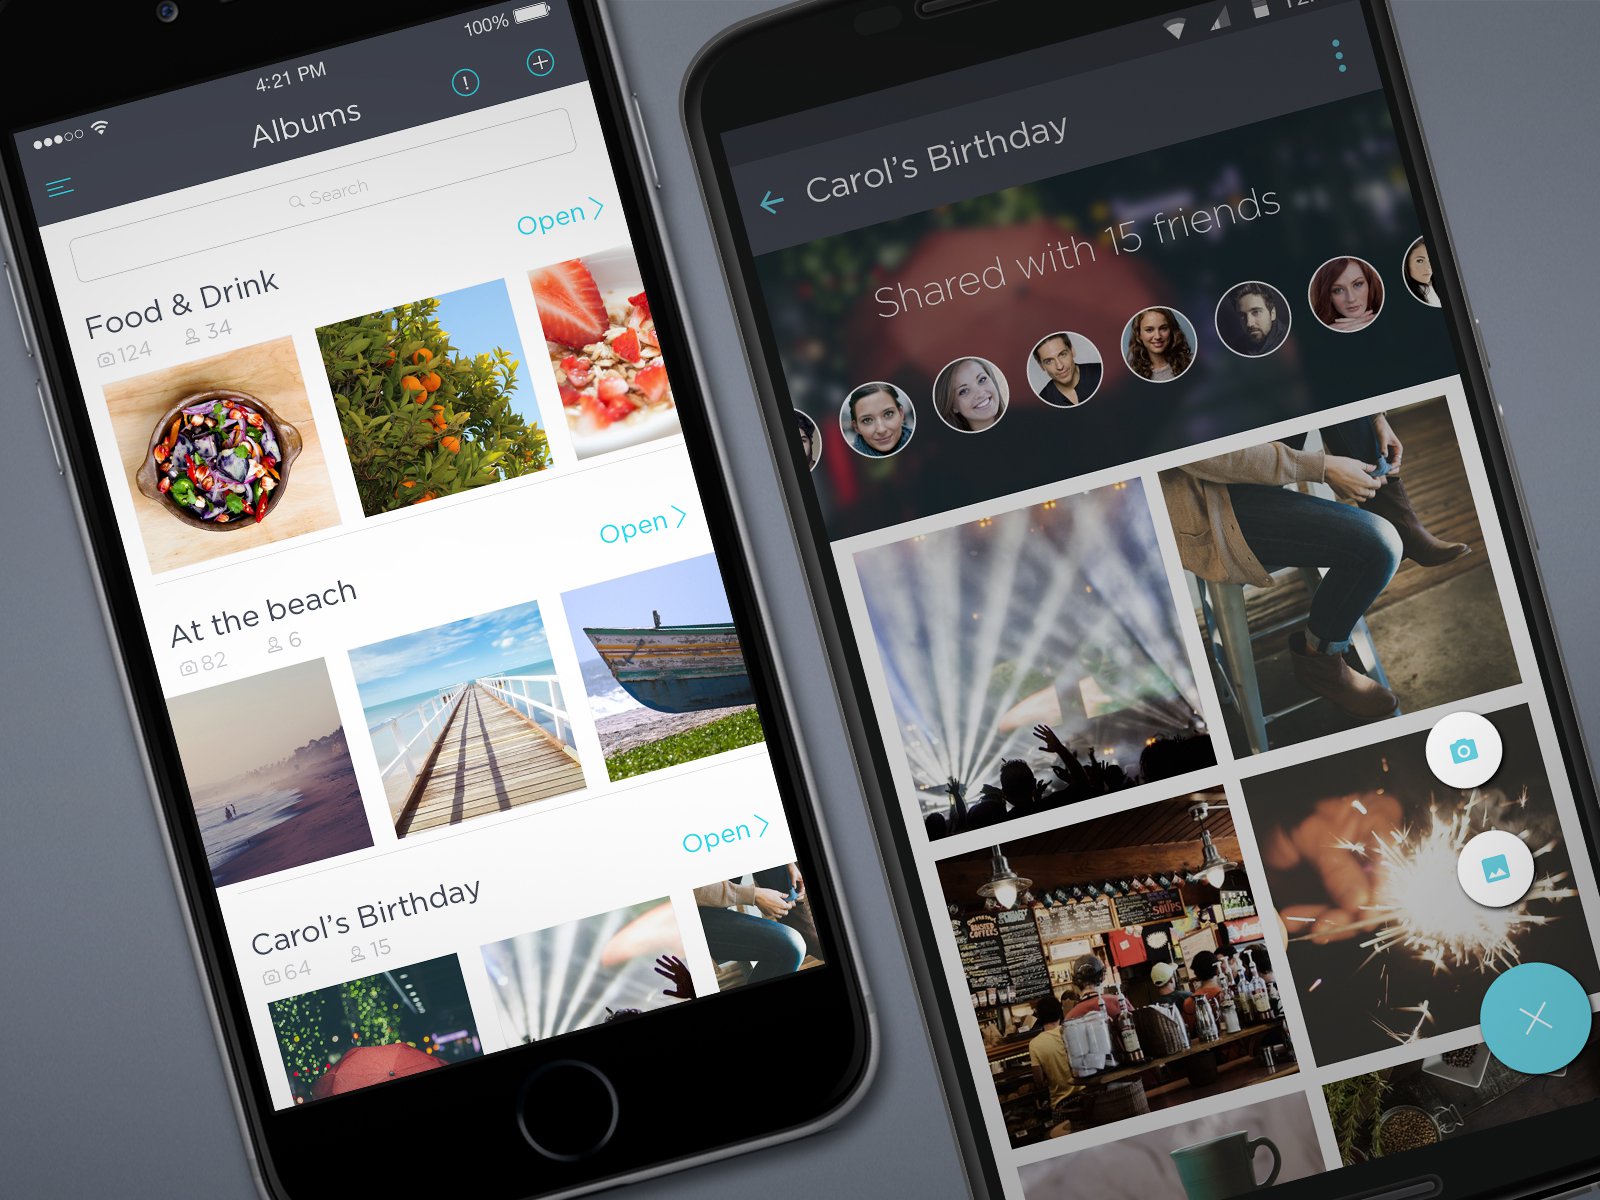 100%
4:21 PM
Albums
Search
Open
Food & Drink
124 34
Open
At the beach
82 6
Open
Carol's Birthday
64 15
Carol's Birthday
Shared with 15 friends
SOUPS